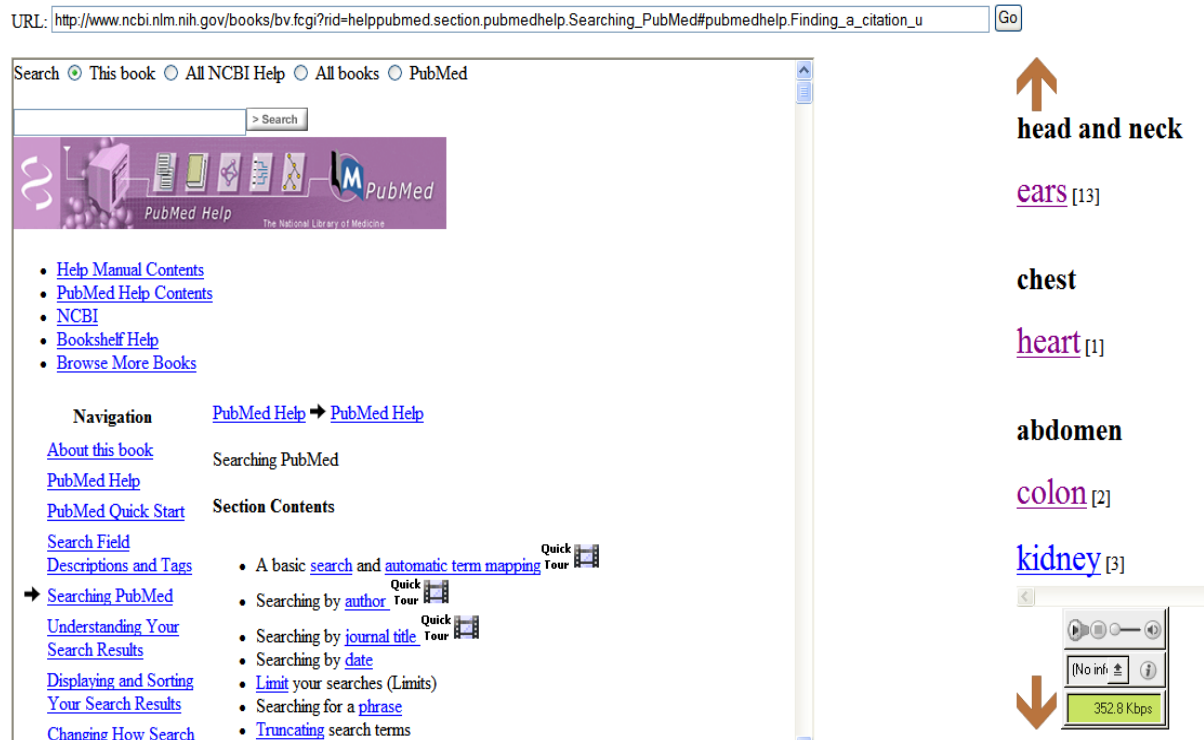 URL: http://www.ncbi.nlm.nih.gov/books/bv.fcgi?rid=helppubmed.section.pubmedhelp.Searching_PubMed#pubmedhelp.Finding_a_citation_u Go
Search This book All NCBI Help All books PubMed
> Search
PubMed
PubMed Help
The National Library of Medicine
Help Manual Contents
PubMed Help Contents
NCBI
Bookshelf Help
Browse More Books
Navigation
About this book
PubMed Help
PubMed Quick Start
Search Field
Descriptions and Tags
Searching PubMed
Understanding Your
Search Results
Displaying and Sorting
Your Search Results
Changing How Search
PubMed Help ➔ PubMed Help
Searching PubMed
Section Contents
A basic search and automatic term mapping Quick Tour
Searching by author Quick Tour
Searching by journal title Quick Tour
Searching by date
Limit your searches (Limits)
Searching for a phrase
Truncating search terms
head and neck
ears [13]
chest
heart [1]
abdomen
colon [2]
kidney [3]
(No inf
352.8 Kbps